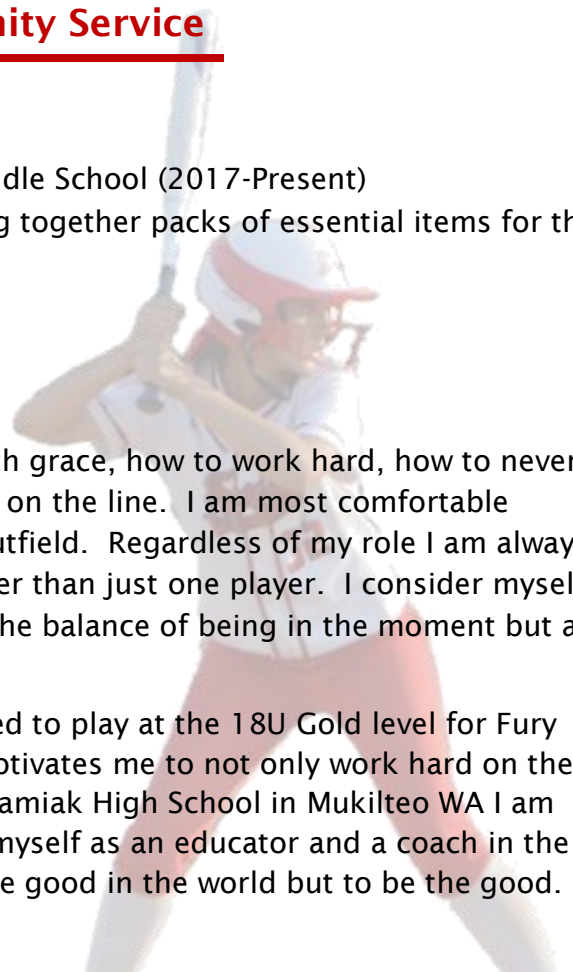 nity Service
dle School (2017-Present)
g together packs of essential items for th
th grace, how to work hard, how to never
on the line.  I am most comfortable
utfield.  Regardless of my role I am alway
er than just one player.  I consider mysel
he balance of being in the moment but a
ed to play at the 18U Gold level for Fury
otivates me to not only work hard on the
amiak High School in Mukilteo WA I am
myself as an educator and a coach in the
e good in the world but to be the good.